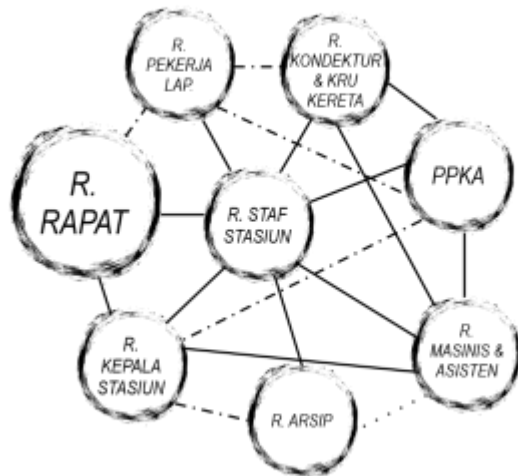 R.
PEKERJA
LAP.
R.
KONDEKTUR
& KRU
KERETA
R.
RAPAT
R. STAF
STASIUN
PPKA
R.
KEPALA
STASIUN
R. ARSIP
R.
MASINIS &
ASISTEN